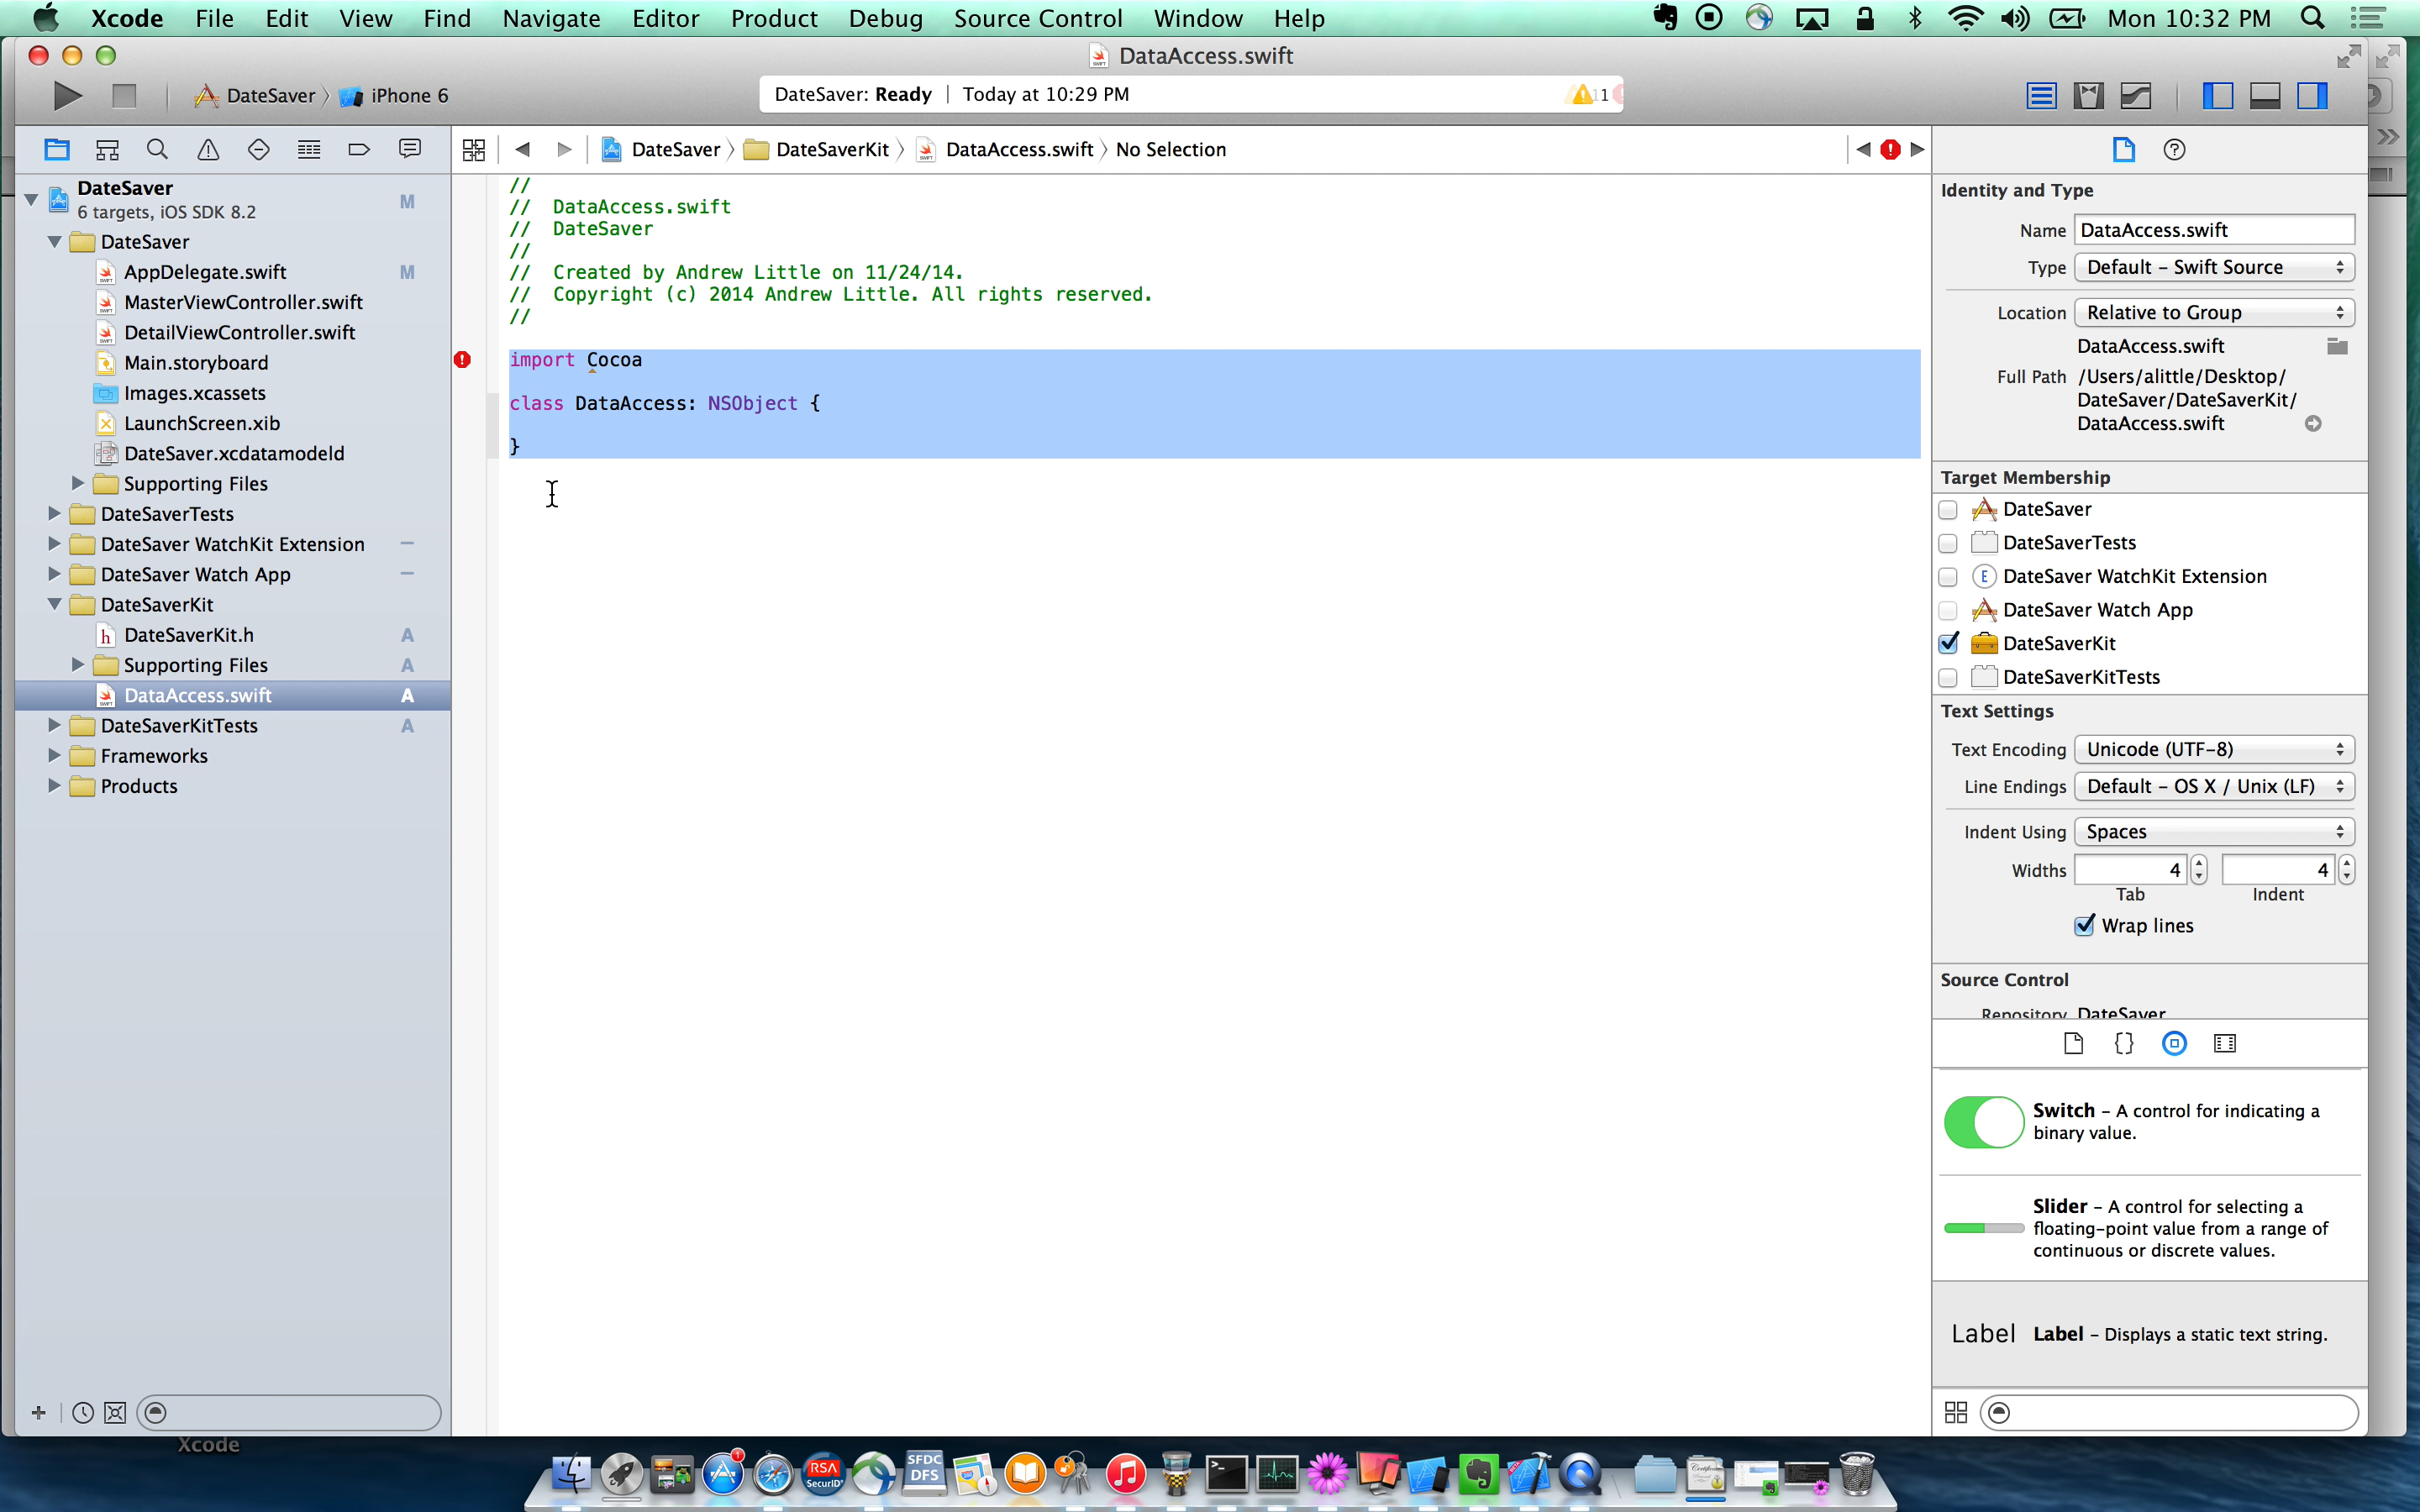 Xcode File Edit View Find Navigate Editor Product Debug Source Control Window Help Mon 10:32 PM
DataAccess.swift
DateSaver iPhone 6
DateSaver: Ready | Today at 10:29 PM 1
DateSaver DateSaverKit DataAccess.swift No Selection
DateSaver M
6 targets, iOS SDK 8.2
DateSaver
AppDelegate.swift M
MasterViewController.swift
DetailViewController.swift
Main.storyboard
Images.xcassets
LaunchScreen.xib
DateSaver.xcdatamodeld
Supporting Files
DateSaverTests
DateSaver WatchKit Extension
DateSaver Watch App
DateSaverKit
DateSaverKit.h A
Supporting Files A
DataAccess.swift A
DateSaverKitTests A
Frameworks
Products
//
// DataAccess.swift
// DateSaver
//
// Created by Andrew Little on 11/24/14.
// Copyright (c) 2014 Andrew Little. All rights reserved.
//
import Cocoa
class DataAccess: NSObject {
}
Identity and Type
Name DataAccess.swift
Type Default - Swift Source
Location Relative to Group
DataAccess.swift
Full Path /Users/alittle/Desktop/
DateSaver/DateSaverKit/
DataAccess.swift
Target Membership
DateSaver
DateSaverTests
E DateSaver WatchKit Extension
DateSaver Watch App
DateSaverKit
DateSaverKitTests
Text Settings
Text Encoding Unicode (UTF-8)
Line Endings Default - OS X / Unix (LF)
Indent Using Spaces
Widths 4 4
Tab Indent
Wrap lines
Source Control
Repository DateSaver
Switch - A control for indicating a
binary value.
Slider - A control for selecting a
floating-point value from a range of
continuous or discrete values.
Label Label - Displays a static text string.
Xcode
1
RSA
SecurID
SFDC
DFS